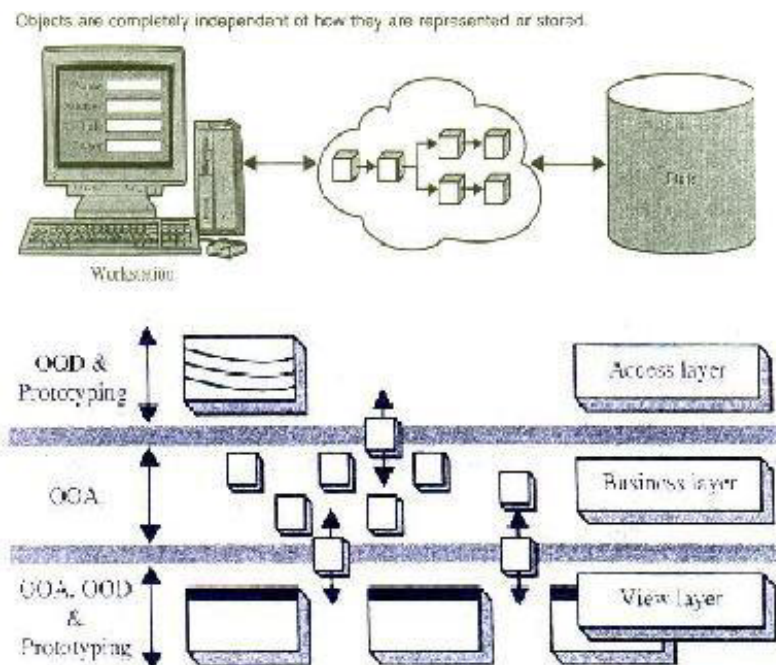 Objects are completely independent of how they are represented or stored.
Workstation
OOD &
Prototyping
Access layer
OOA
Business layer
OOA, OOD
&
Prototyping
View layer